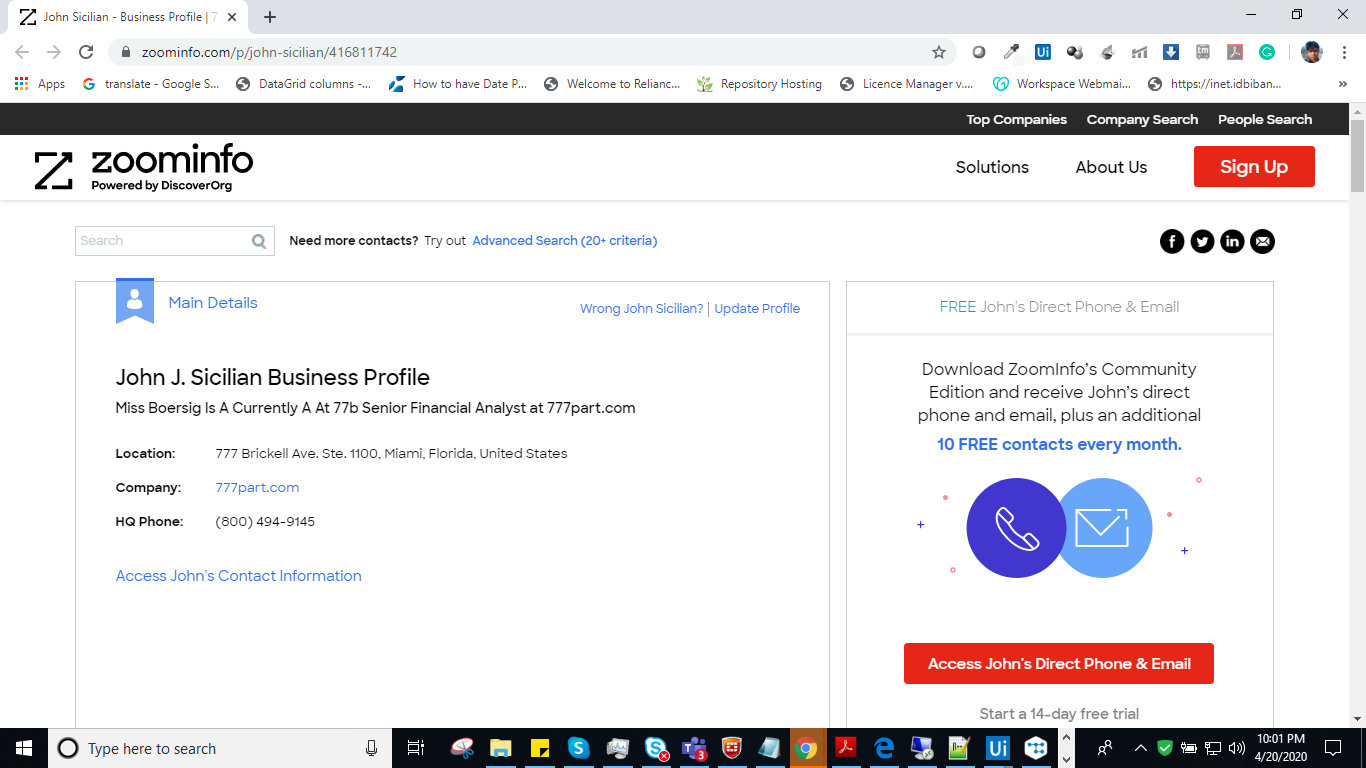 John Sicilian - Business Profile | 7
zoominfo.com/p/john-sicilian/416811742
Apps translate - Google S... DataGrid columns -... How to have Date P... Welcome to Relianc... Repository Hosting Licence Manager v.... Workspace Webmai... https://inet.idbiban... »
Top Companies Company Search People Search
zoominfo
Powered by DiscoverOrg
Solutions About Us Sign Up
Search Need more contacts? Try out Advanced Search (20+ criteria)
Main Details
Wrong John Sicilian? | Update Profile
John J. Sicilian Business Profile
Miss Boersig Is A Currently A At 77b Senior Financial Analyst at 777part.com
Location: 777 Brickell Ave. Ste. 1100, Miami, Florida, United States
Company: 777part.com
HQ Phone: (800) 494-9145
Access John's Contact Information
FREE John's Direct Phone & Email
Download ZoomInfo's Community
Edition and receive John's direct
phone and email, plus an additional
10 FREE contacts every month.
Access John's Direct Phone & Email
Start a 14-day free trial
Type here to search
3
10:01 PM
4/20/2020